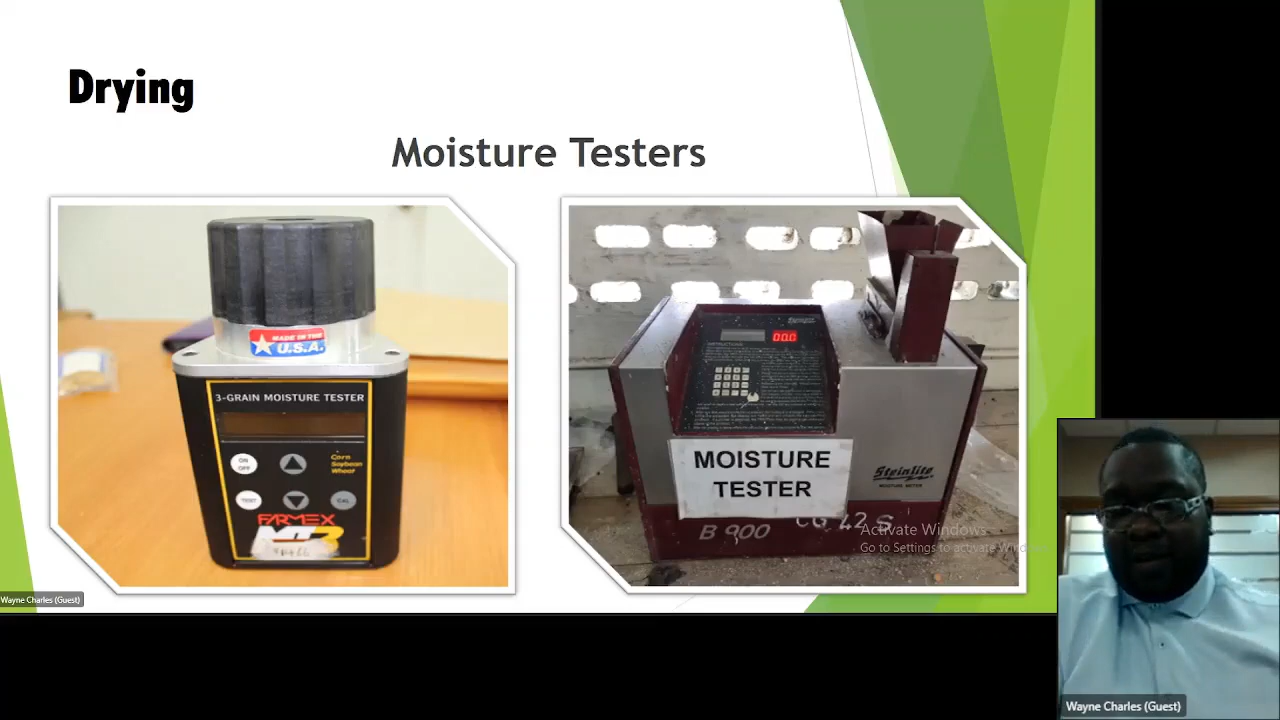 Drying
Moisture Testers
MADE IN THE
U.S.A.
3-GRAIN MOISTURE TESTER
ON
OFF
Corn
Soybean
Wheat
TEST
CAL
FARMEX
MT3
00.0
INSTRUCTIONS
MOISTURE
TESTER
Steinlite
MOISTURE METER
B 900
Activate Windows
Go to Settings to activate Windows
Wayne Charles (Guest)
Wayne Charles (Guest)